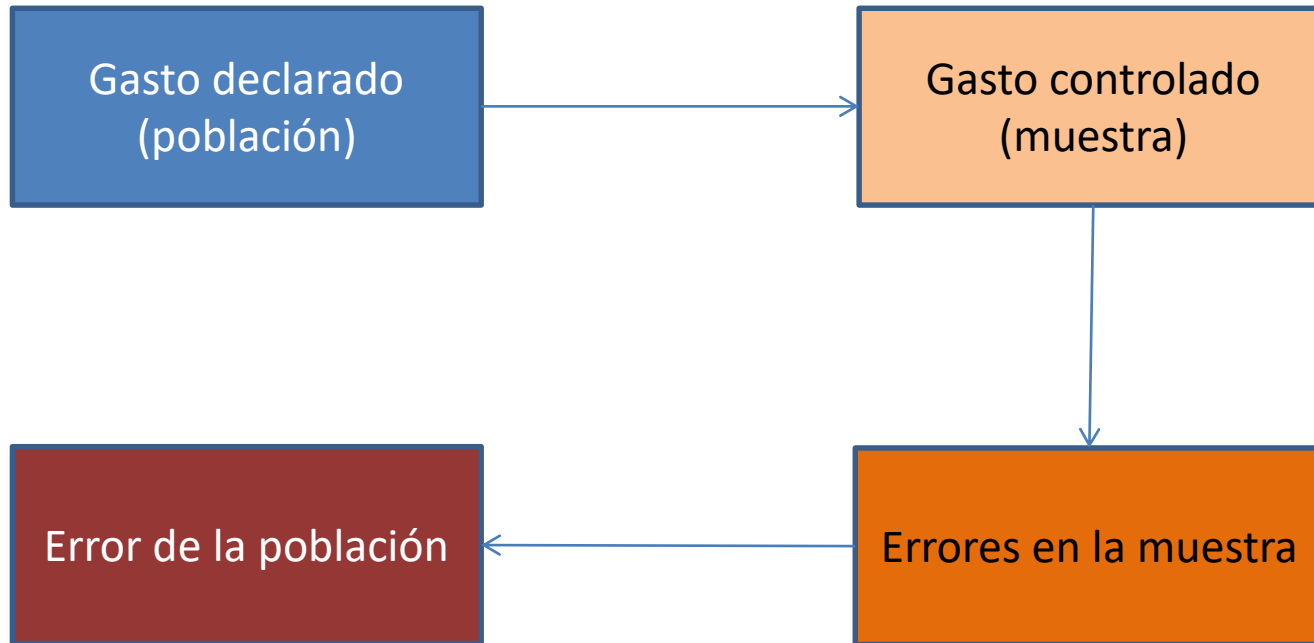 Gasto declarado
(población)
Gasto controlado
(muestra)
Error de la población
Errores en la muestra